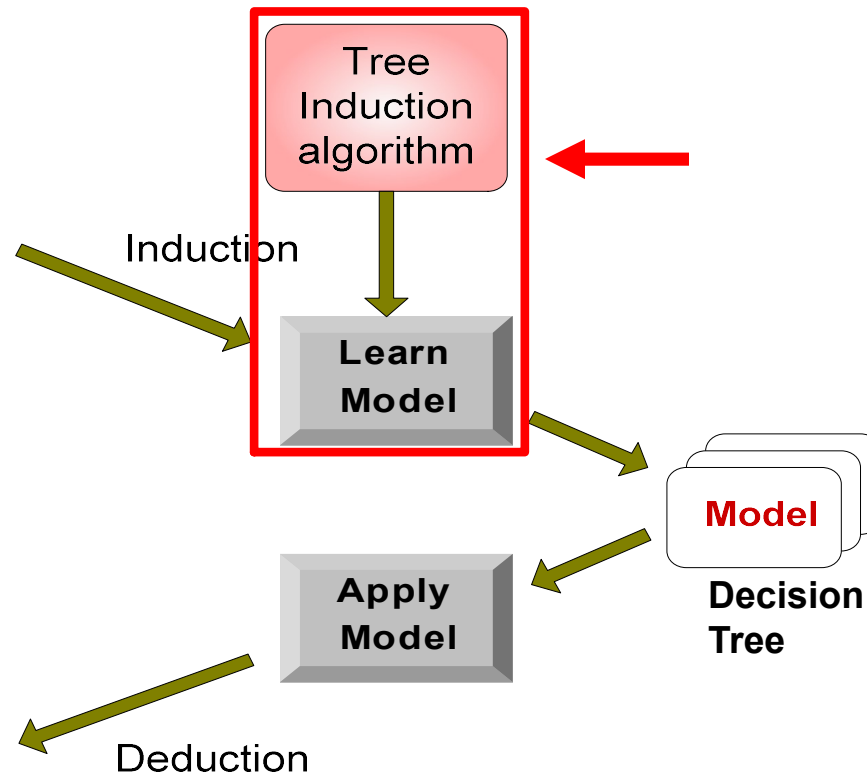 Tree
Induction
algorithm
Induction
Learn
Model
Model
Decision
Tree
Apply
Model
Deduction